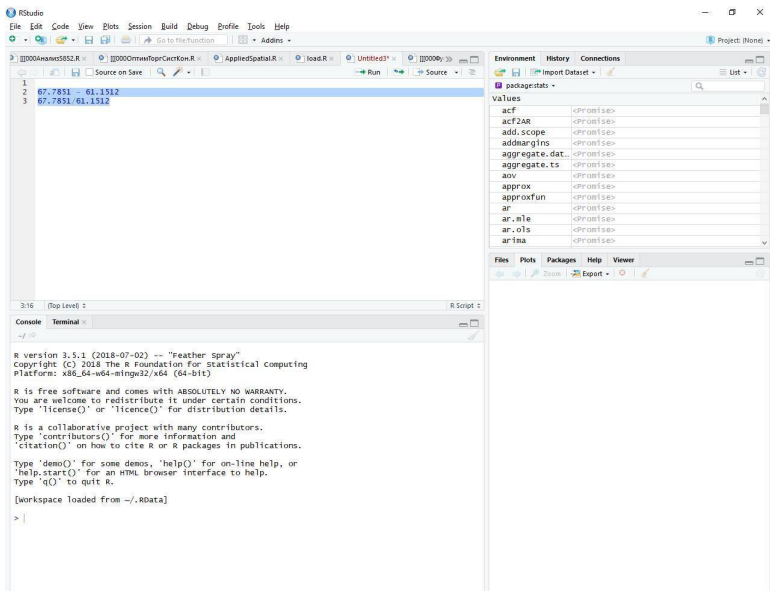 RStudio
File Edit Code View Plots Session Build Debug Profile Tools Help
Go to file/function Addins Project: (None)
]][000Анализ5852.R ]][000ОптимТоргСистКон.R AppliedSpatial.R load.R Untitled3* ]][000Фу
Source on Save Run Source
1
2 67.7851 - 61.1512
3 67.7851/61.1512
3:16 (Top Level) R Script
Console Terminal
~/
R version 3.5.1 (2018-07-02) -- "Feather Spray"
Copyright (C) 2018 The R Foundation for Statistical Computing
Platform: x86_64-w64-mingw32/x64 (64-bit)
R is free software and comes with ABSOLUTELY NO WARRANTY.
You are welcome to redistribute it under certain conditions.
Type 'license()' or 'licence()' for distribution details.
R is a collaborative project with many contributors.
Type 'contributors()' for more information and
'citation()' on how to cite R or R packages in publications.
Type 'demo()' for some demos, 'help()' for on-line help, or
'help.start()' for an HTML browser interface to help.
Type 'q()' to quit R.
[Workspace loaded from ~/.RData]
>
Environment History Connections
Import Dataset List
package:stats
Values
acf <Promise>
acf2AR <Promise>
add.scope <Promise>
addmargins <Promise>
aggregate.dat… <Promise>
aggregate.ts <Promise>
aov <Promise>
approx <Promise>
approxfun <Promise>
ar <Promise>
ar.mle <Promise>
ar.ols <Promise>
arima <Promise>
Files Plots Packages Help Viewer
Zoom Export